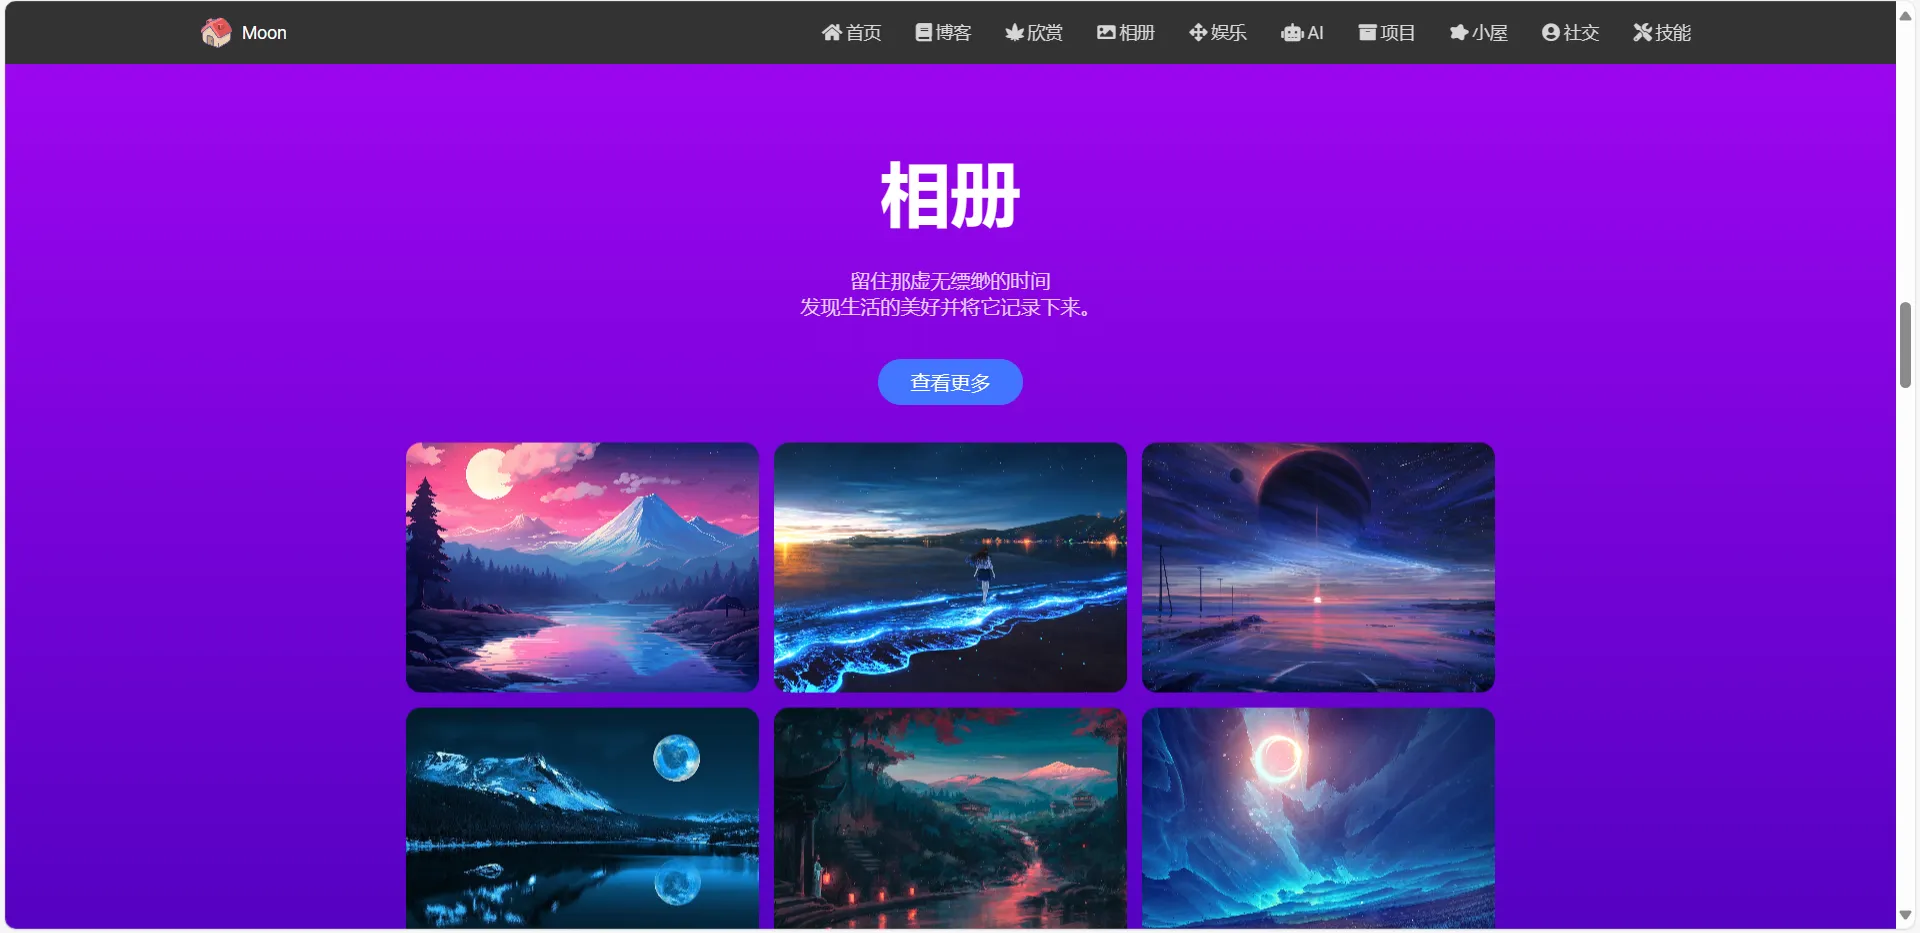 Moon
首页
博客
欣赏
相册
娱乐
AI
项目
小屋
社交
技能
相册
留住那虚无缥缈的时间
发现生活的美好并将它记录下来。
查看更多